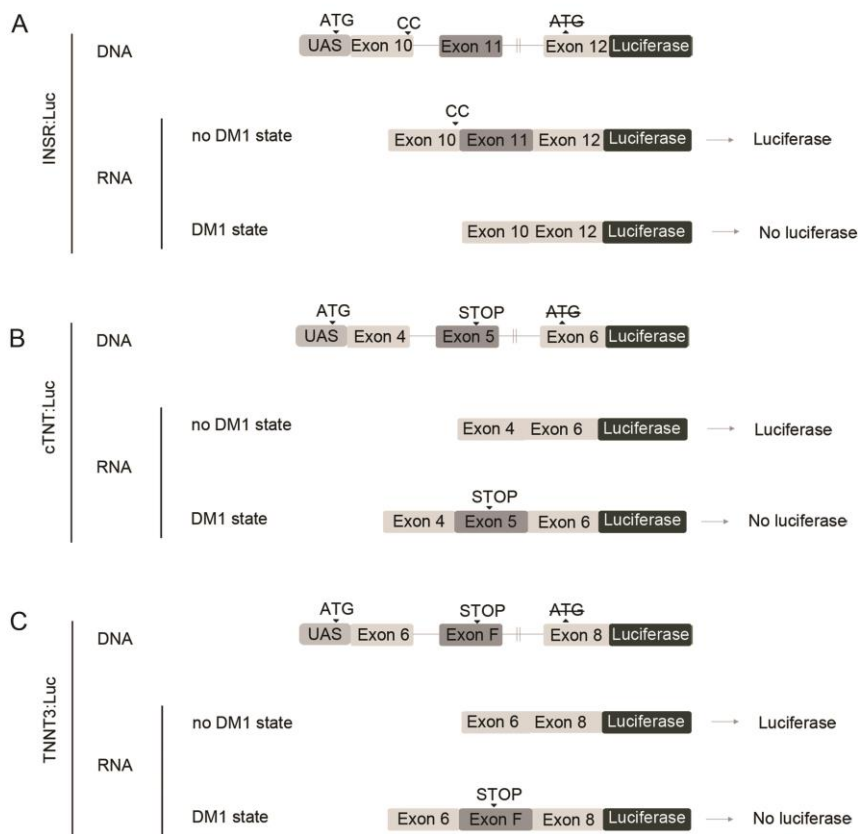 A
INSR:Luc
DNA
ATG CC A̶T̶G̶
UAS Exon 10 Exon 11 Exon 12 Luciferase
RNA
no DM1 state
CC
Exon 10 Exon 11 Exon 12 Luciferase Luciferase
DM1 state
Exon 10 Exon 12 Luciferase No luciferase
B
cTNT:Luc
DNA
ATG STOP A̶T̶G̶
UAS Exon 4 Exon 5 Exon 6 Luciferase
RNA
no DM1 state
Exon 4 Exon 6 Luciferase Luciferase
STOP
DM1 state
Exon 4 Exon 5 Exon 6 Luciferase No luciferase
C
TNNT3:Luc
DNA
ATG STOP A̶T̶G̶
UAS Exon 6 Exon F Exon 8 Luciferase
RNA
no DM1 state
Exon 6 Exon 8 Luciferase Luciferase
STOP
DM1 state
Exon 6 Exon F Exon 8 Luciferase No luciferase